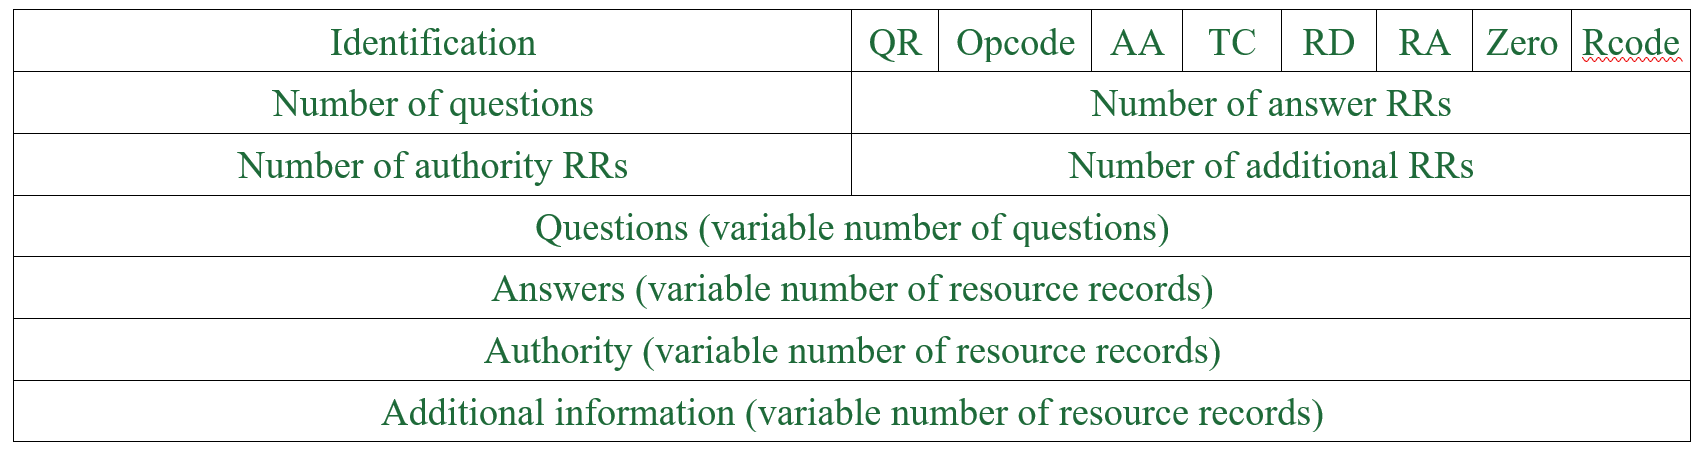 Identification QR Opcode AA TC RD RA Zero Rcode
Number of questions Number of answer RRs
Number of authority RRs Number of additional RRs
Questions (variable number of questions)
Answers (variable number of resource records)
Authority (variable number of resource records)
Additional information (variable number of resource records)